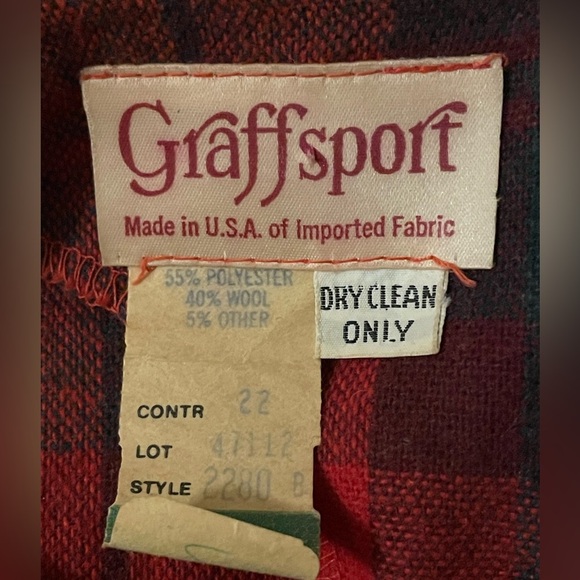 Graffsport
Made in U.S.A. of Imported Fabric
55% POLYESTER
40% WOOL
5% OTHER
DRY CLEAN
ONLY
CONTR 22
LOT 47112
STYLE 2280 B